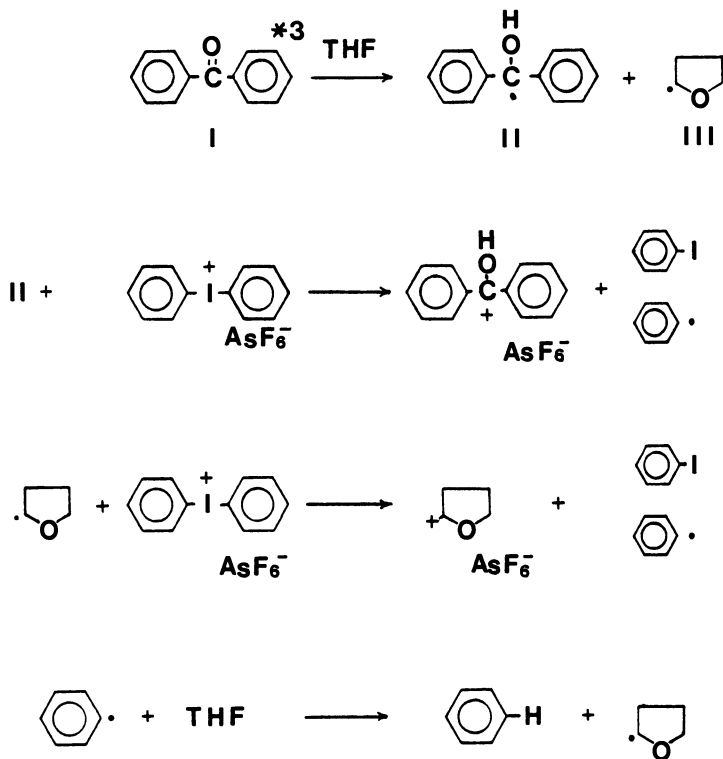 O *3 THF H O
C C + O
I II III
H
O I
II + + I C +
AsF6⁻ + AsF6⁻
+ I
O + I + O +
AsF6⁻ AsF6⁻
+ THF H + O